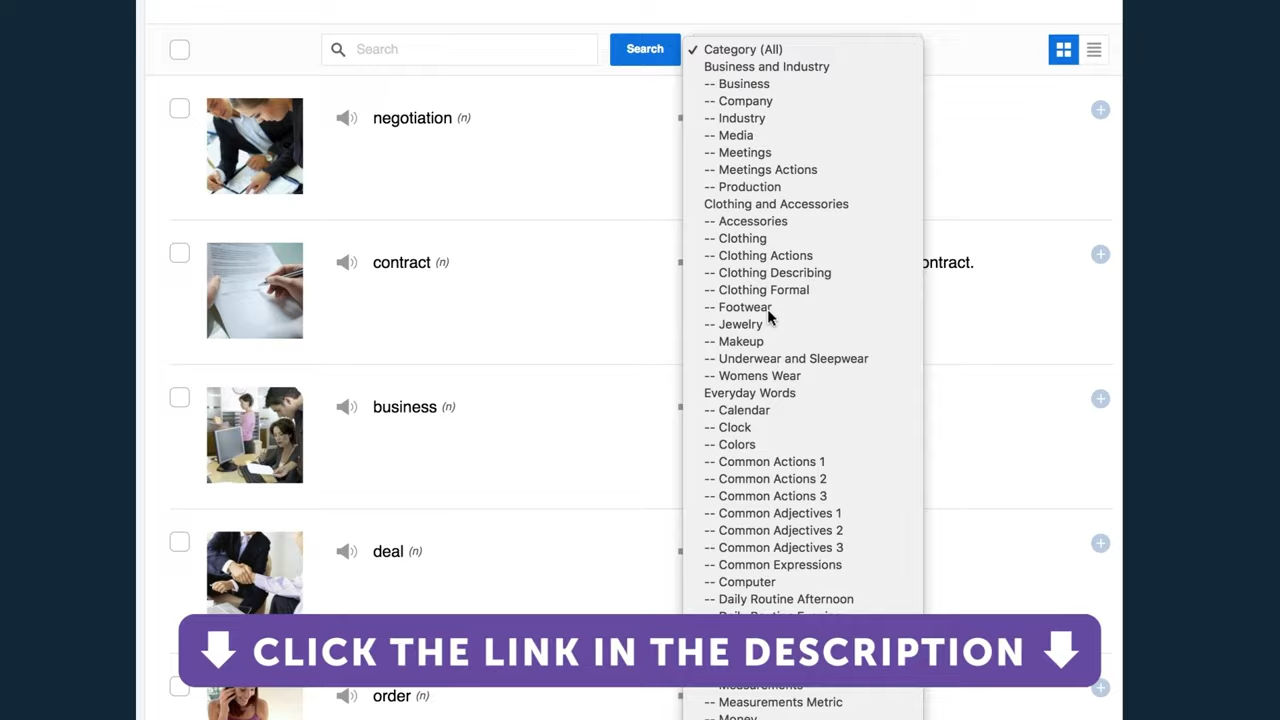 Search
Search
Category (All)
Business and Industry
-- Business
-- Company
-- Industry
-- Media
-- Meetings
-- Meetings Actions
-- Production
Clothing and Accessories
-- Accessories
-- Clothing
-- Clothing Actions
-- Clothing Describing
-- Clothing Formal
-- Footwear
-- Jewelry
-- Makeup
-- Underwear and Sleepwear
-- Womens Wear
Everyday Words
-- Calendar
-- Clock
-- Colors
-- Common Actions 1
-- Common Actions 2
-- Common Actions 3
-- Common Adjectives 1
-- Common Adjectives 2
-- Common Adjectives 3
-- Common Expressions
-- Computer
-- Daily Routine Afternoon
negotiation (n)
contract (n)
ontract.
business (n)
deal (n)
CLICK THE LINK IN THE DESCRIPTION
order (n)
-- Measurements Metric